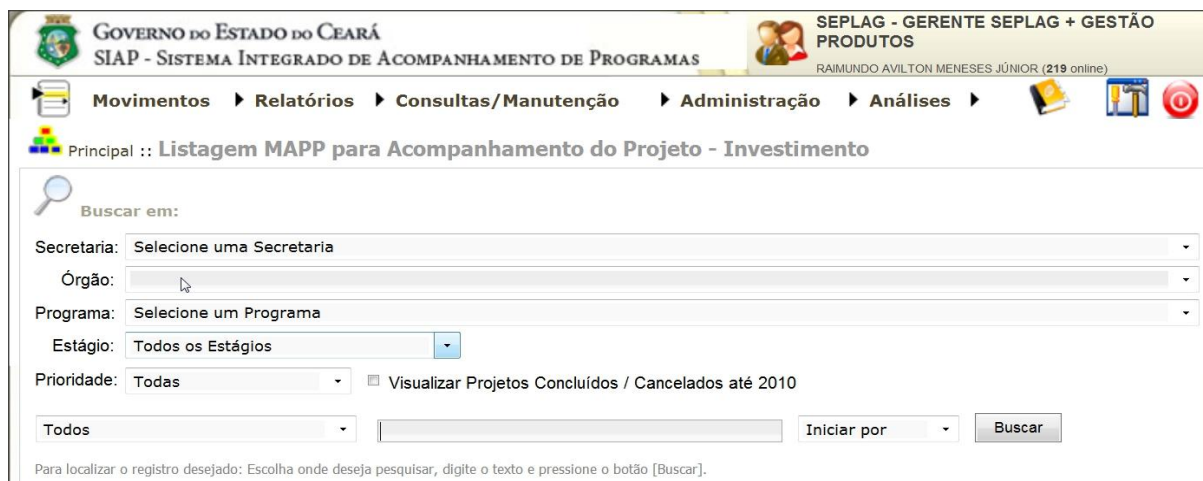 GOVERNO DO ESTADO DO CEARÁ
SIAP - SISTEMA INTEGRADO DE ACOMPANHAMENTO DE PROGRAMAS
SEPLAG - GERENTE SEPLAG + GESTÃO
PRODUTOS
RAIMUNDO AVILTON MENESES JÚNIOR (219 online)
Movimentos Relatórios Consultas/Manutenção Administração Análises
Principal :: Listagem MAPP para Acompanhamento do Projeto - Investimento
Buscar em:
Secretaria: Selecione uma Secretaria
Órgão:
Programa: Selecione um Programa
Estágio: Todos os Estágios
Prioridade: Todas Visualizar Projetos Concluídos / Cancelados até 2010
Todos Iniciar por Buscar
Para localizar o registro desejado: Escolha onde deseja pesquisar, digite o texto e pressione o botão [Buscar].